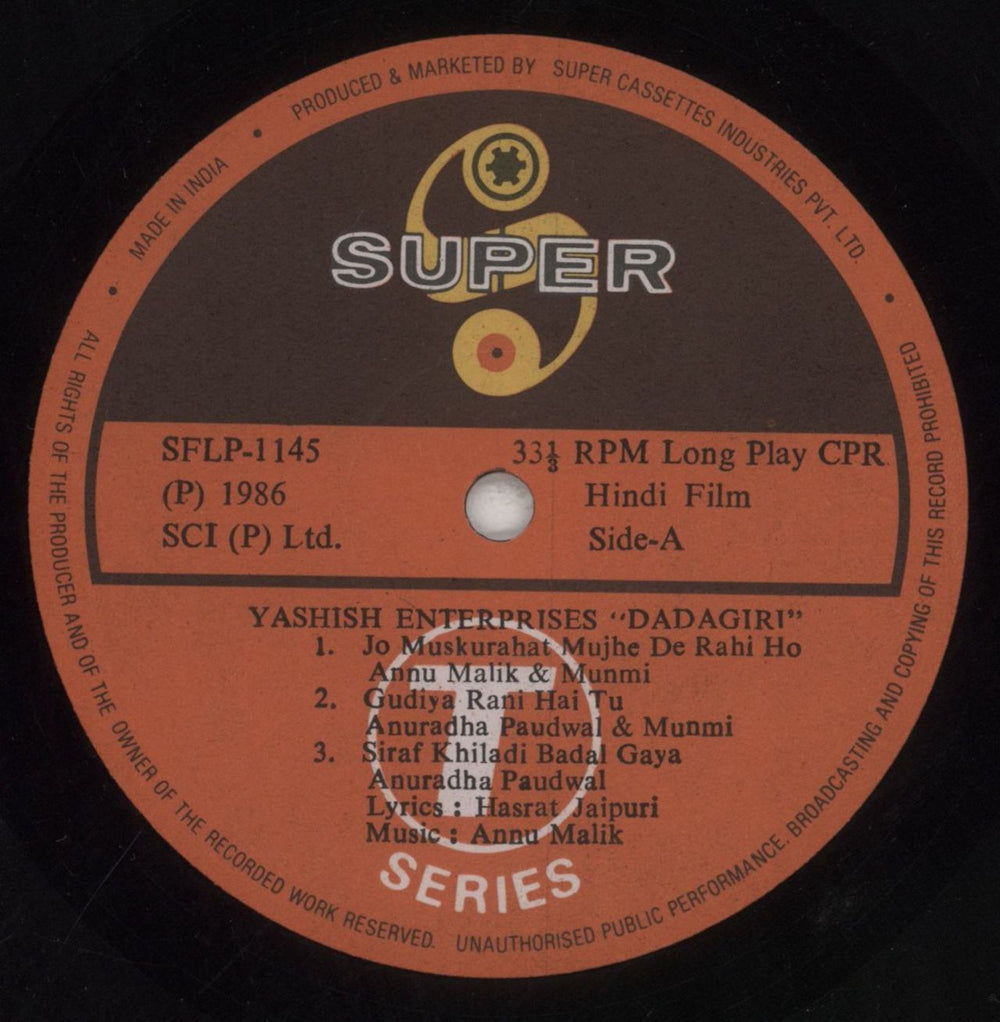 MADE IN INDIA • PRODUCED & MARKETED BY SUPER CASSETTES INDUSTRIES PVT. LTD. •
SUPER
SFLP-1145 33⅓ RPM Long Play CPR
(P) 1986 Hindi Film
SCI (P) Ltd. Side-A
YASHISH ENTERPRISES “DADAGIRI”
1. Jo Muskurahat Mujhe De Rahi Ho
Annu Malik & Munmi
2. Gudiya Rani Hai Tu
Anuradha Paudwal & Munmi
3. Siraf Khiladi Badal Gaya
Anuradha Paudwal
Lyrics : Hasrat Jaipuri
Music : Annu Malik
T
SERIES
• ALL RIGHTS OF THE PRODUCER AND OF THE OWNER OF THE RECORDED WORK RESERVED. UNAUTHORISED PUBLIC PERFORMANCE. BROADCASTING AND COPYING OF THIS RECORD PROHIBITED